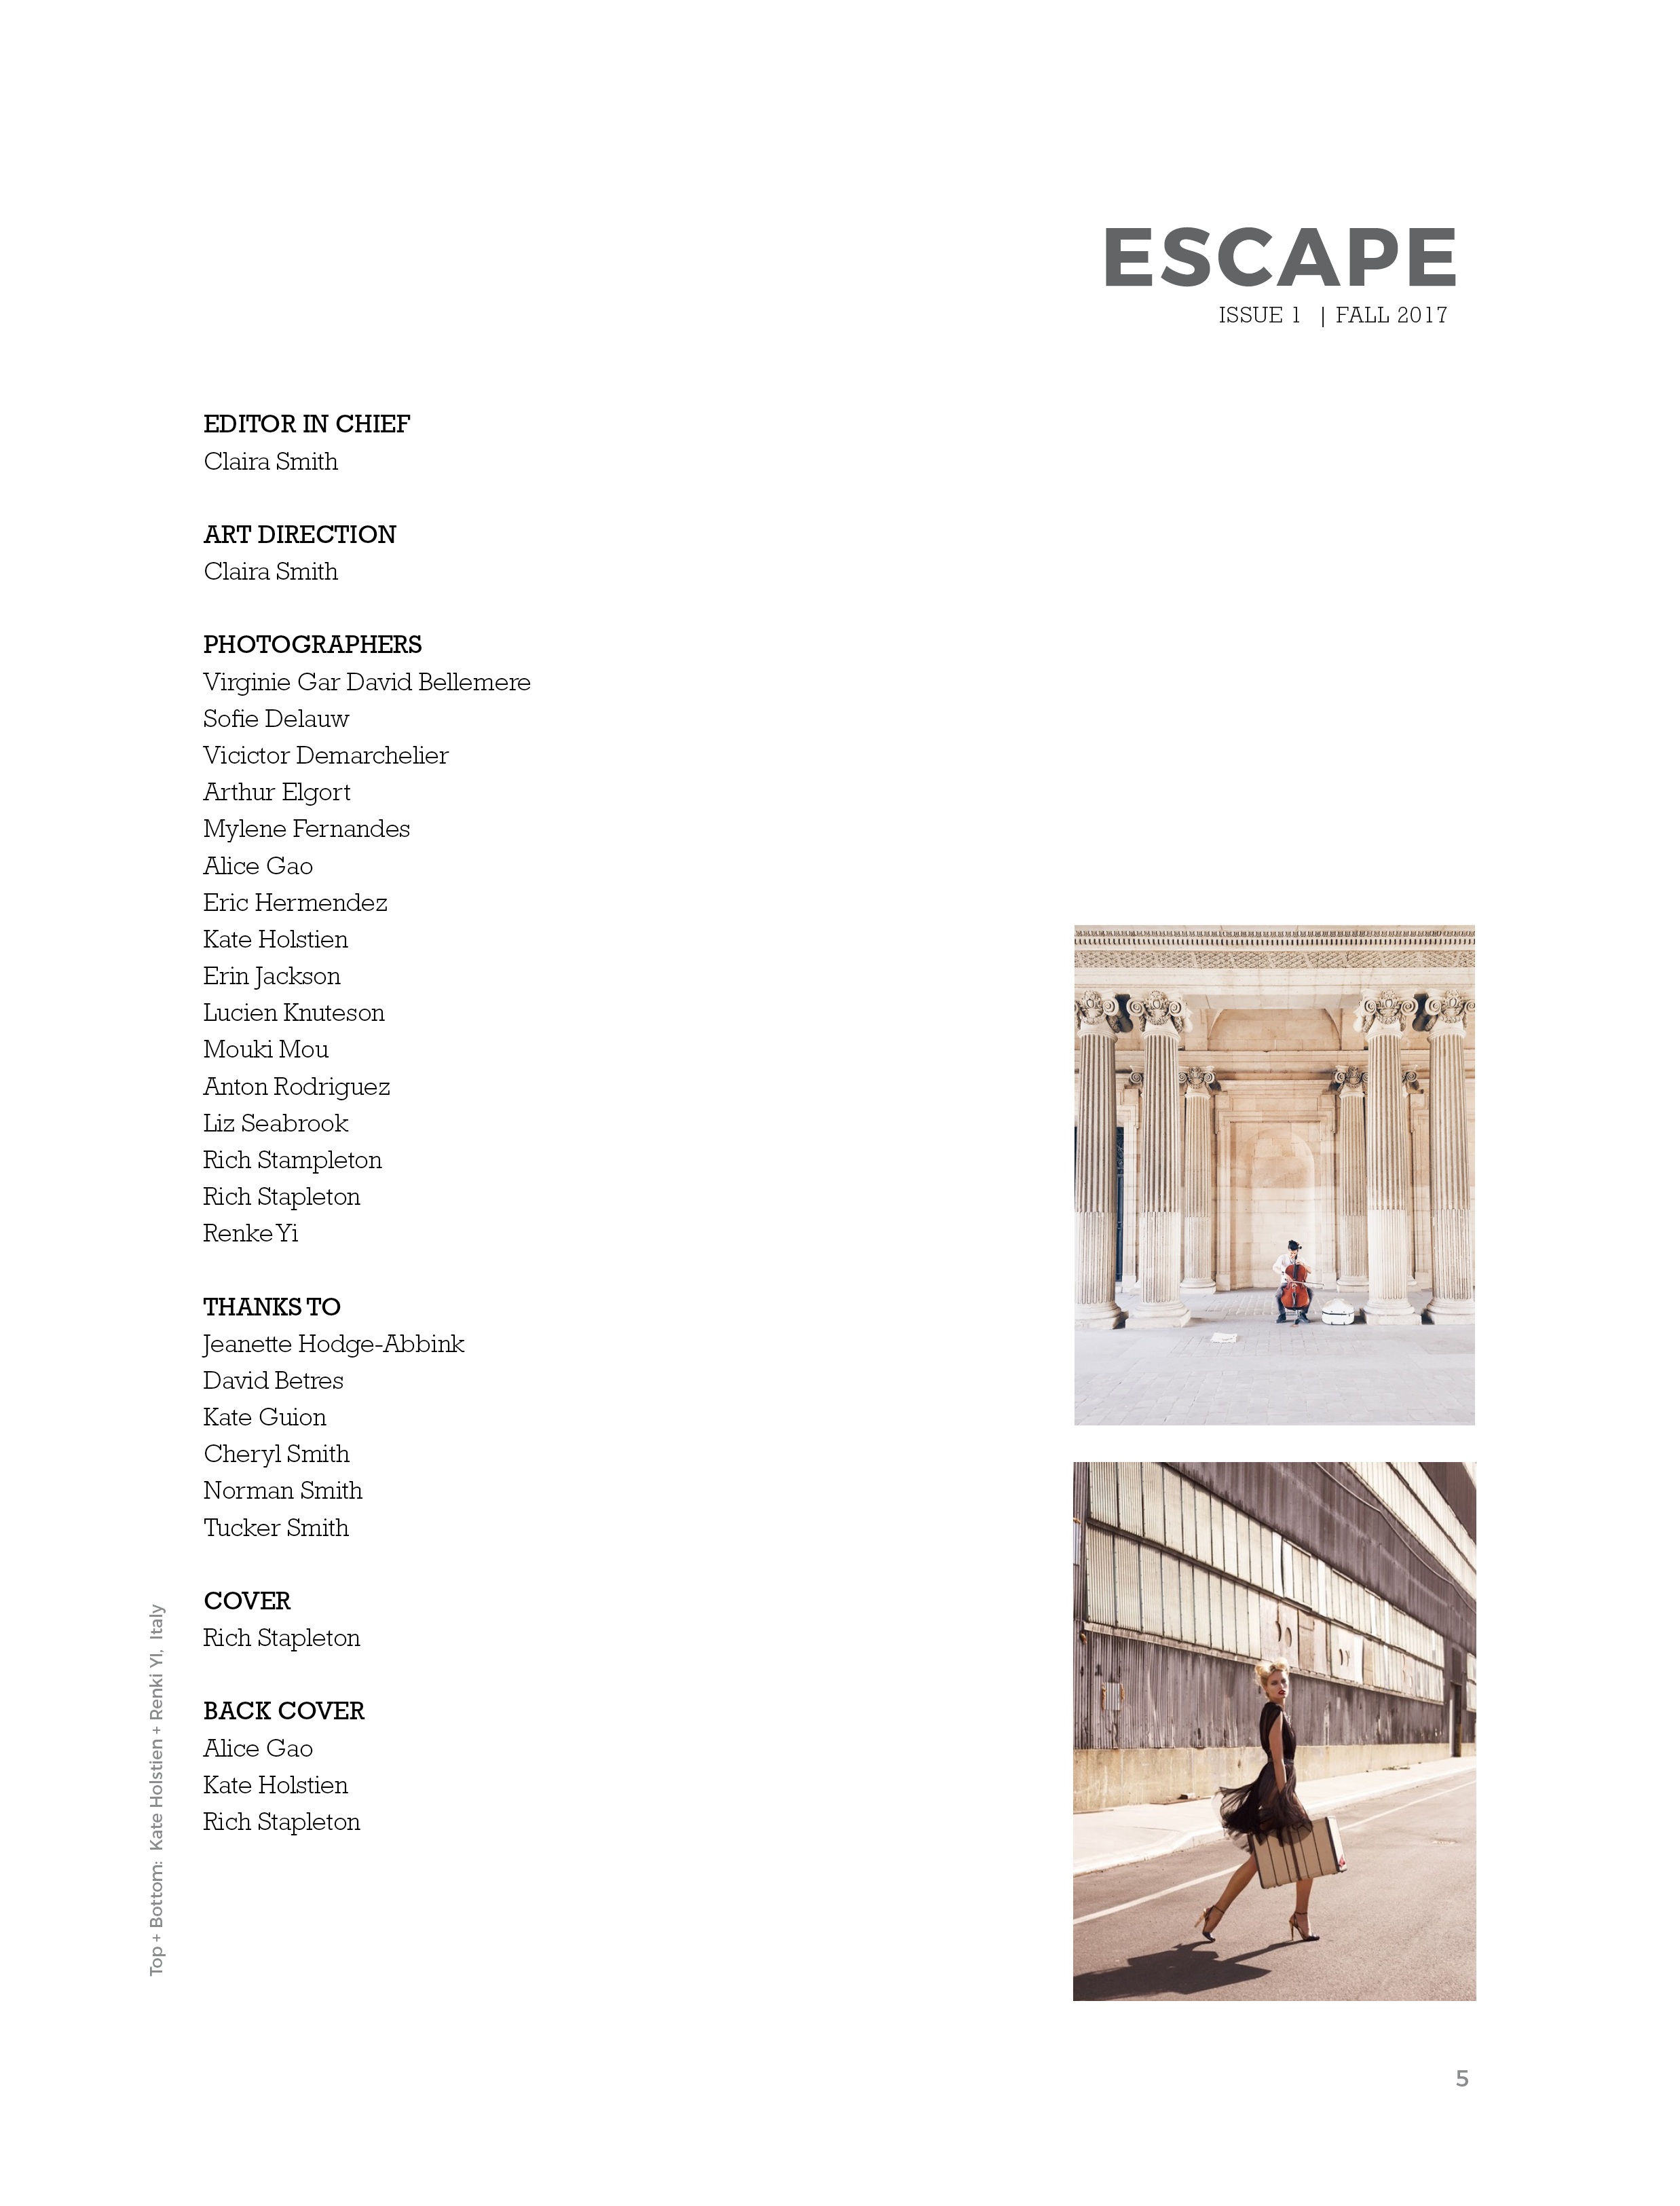 ESCAPE
ISSUE 1 | FALL 2017
EDITOR IN CHIEF
Claira Smith
ART DIRECTION
Claira Smith
PHOTOGRAPHERS
Virginie Gar David Bellemere
Sofie Delauw
Vicictor Demarchelier
Arthur Elgort
Mylene Fernandes
Alice Gao
Eric Hermendez
Kate Holstien
Erin Jackson
Lucien Knuteson
Mouki Mou
Anton Rodriguez
Liz Seabrook
Rich Stampleton
Rich Stapleton
Renke Yi
THANKS TO
Jeanette Hodge-Abbink
David Betres
Kate Guion
Cheryl Smith
Norman Smith
Tucker Smith
COVER
Rich Stapleton
BACK COVER
Alice Gao
Kate Holstien
Rich Stapleton
Top + Bottom: Kate Holstien + Renki YI, Italy
5